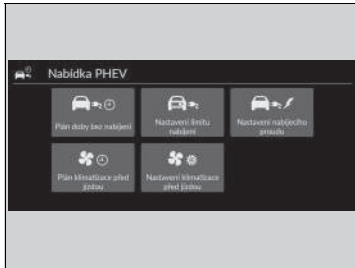 Nabídka PHEV
Plán doby bez nabíjení
Nastavení limitu
nabíjení
Nastavení nabíjecího
proudu
Plán klimatizace před
jízdou
Nastavení klimatizace
před jízdou